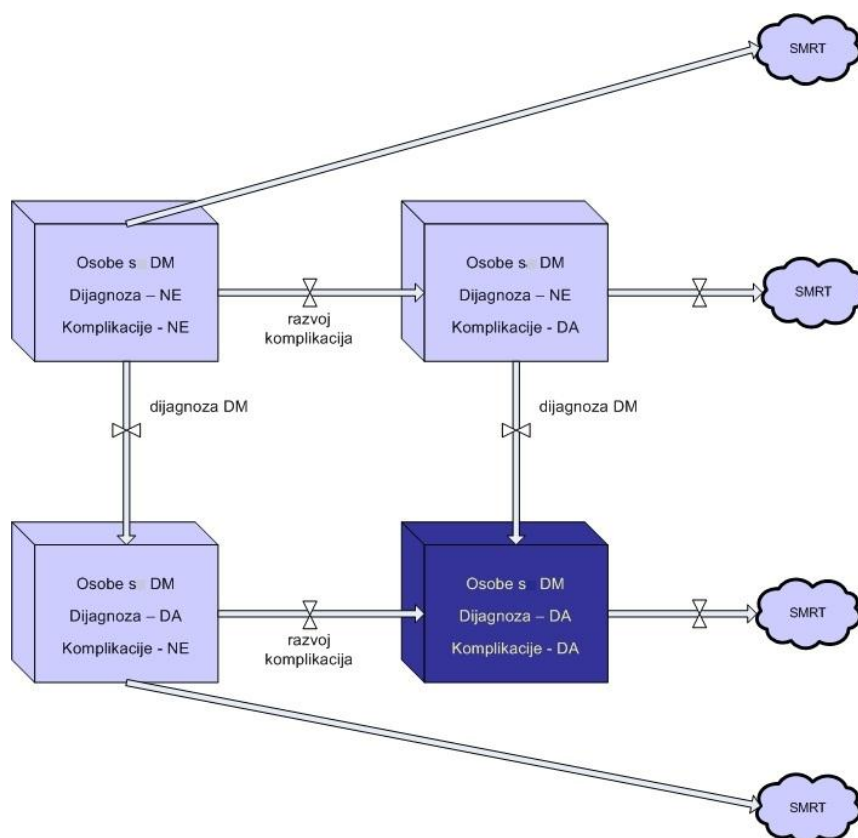 SMRT
Osobe s DM
Dijagnoza – NE
Komplikacije - NE
razvoj
komplikacija
Osobe s DM
Dijagnoza – NE
Komplikacije - DA
SMRT
dijagnoza DM
dijagnoza DM
Osobe s DM
Dijagnoza – DA
Komplikacije - NE
razvoj
komplikacija
Osobe s DM
Dijagnoza – DA
Komplikacije - DA
SMRT
SMRT